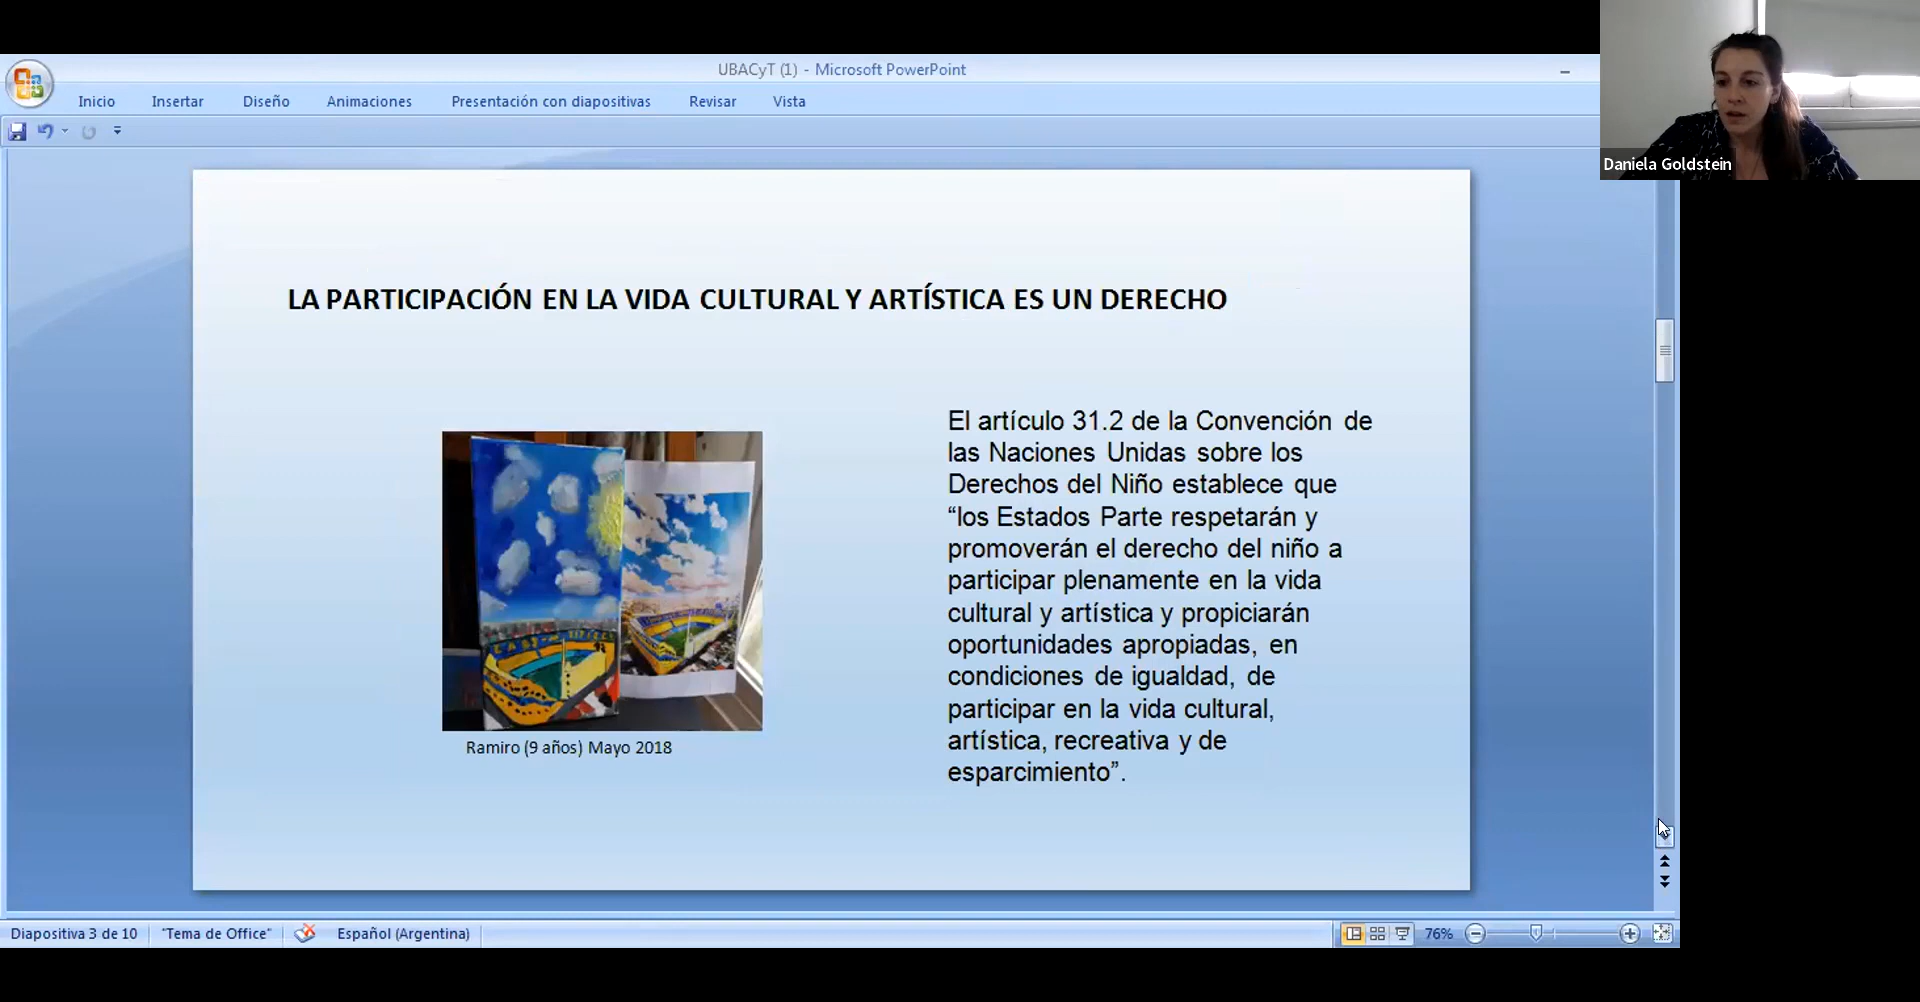 UBACyT (1) - Microsoft PowerPoint
Inicio Insertar Diseño Animaciones Presentación con diapositivas Revisar Vista
Daniela Goldstein
LA PARTICIPACIÓN EN LA VIDA CULTURAL Y ARTÍSTICA ES UN DERECHO
El artículo 31.2 de la Convención de
las Naciones Unidas sobre los
Derechos del Niño establece que
“los Estados Parte respetarán y
promoverán el derecho del niño a
participar plenamente en la vida
cultural y artística y propiciarán
oportunidades apropiadas, en
condiciones de igualdad, de
participar en la vida cultural,
artística, recreativa y de
esparcimiento”.
Ramiro (9 años) Mayo 2018
Diapositiva 3 de 10 "Tema de Office" Español (Argentina) 76%